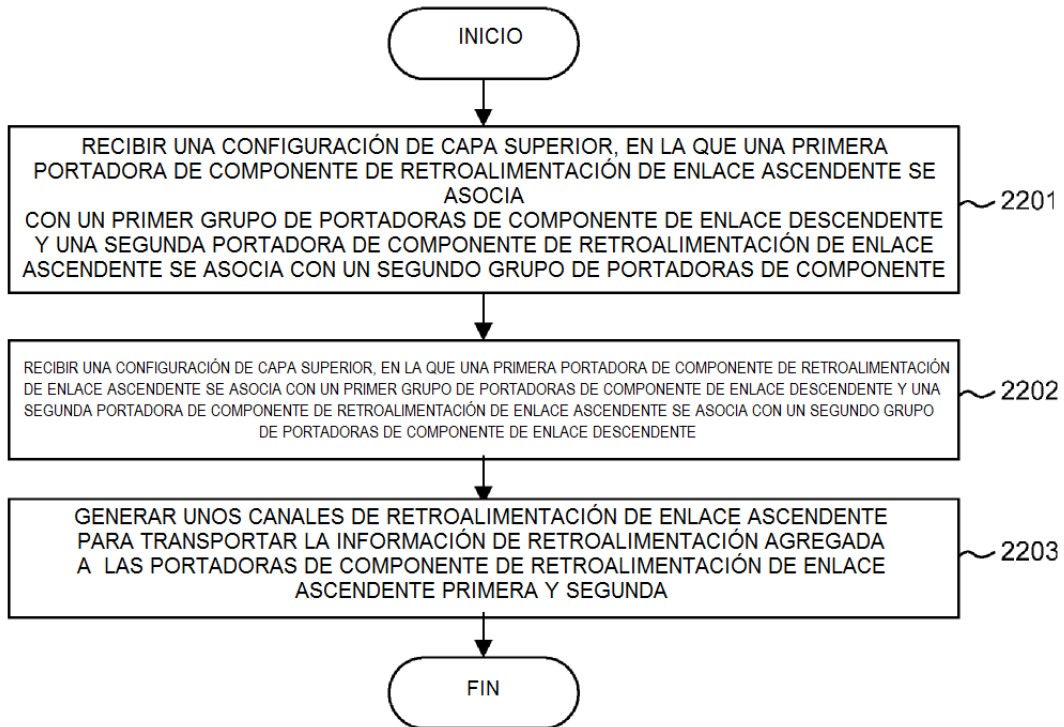 INICIO
RECIBIR UNA CONFIGURACIÓN DE CAPA SUPERIOR, EN LA QUE UNA PRIMERA
PORTADORA DE COMPONENTE DE RETROALIMENTACIÓN DE ENLACE ASCENDENTE SE
ASOCIA
CON UN PRIMER GRUPO DE PORTADORAS DE COMPONENTE DE ENLACE DESCENDENTE
Y UNA SEGUNDA PORTADORA DE COMPONENTE DE RETROALIMENTACIÓN DE ENLACE
ASCENDENTE SE ASOCIA CON UN SEGUNDO GRUPO DE PORTADORAS DE COMPONENTE
2201
RECIBIR UNA CONFIGURACIÓN DE CAPA SUPERIOR, EN LA QUE UNA PRIMERA PORTADORA DE COMPONENTE DE RETROALIMENTACIÓN
DE ENLACE ASCENDENTE SE ASOCIA CON UN PRIMER GRUPO DE PORTADORAS DE COMPONENTE DE ENLACE DESCENDENTE Y UNA
SEGUNDA PORTADORA DE COMPONENTE DE RETROALIMENTACIÓN DE ENLACE ASCENDENTE SE ASOCIA CON UN SEGUNDO GRUPO
DE PORTADORAS DE COMPONENTE DE ENLACE DESCENDENTE
2202
GENERAR UNOS CANALES DE RETROALIMENTACIÓN DE ENLACE ASCENDENTE
PARA TRANSPORTAR LA INFORMACIÓN DE RETROALIMENTACIÓN AGREGADA
A LAS PORTADORAS DE COMPONENTE DE RETROALIMENTACIÓN DE ENLACE
ASCENDENTE PRIMERA Y SEGUNDA
2203
FIN